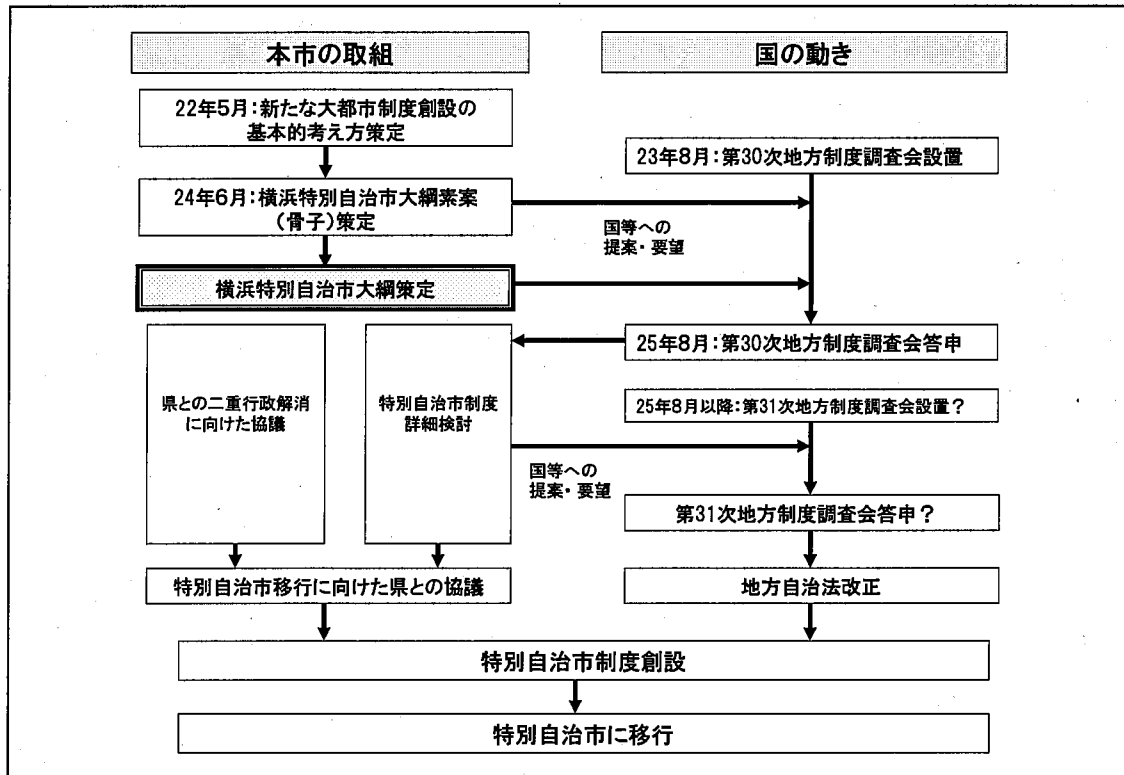 本市の取組
国の動き
22年5月：新たな大都市制度創設の
基本的考え方策定
23年8月：第30次地方制度調査会設置
24年6月：横浜特別自治市大綱素案
（骨子）策定
国等への
提案・要望
横浜特別自治市大綱策定
25年8月：第30次地方制度調査会答申
県との二重行政解消
に向けた協議
特別自治市制度
詳細検討
25年8月以降：第31次地方制度調査会設置？
国等への
提案・要望
第31次地方制度調査会答申？
特別自治市移行に向けた県との協議
地方自治法改正
特別自治市制度創設
特別自治市に移行